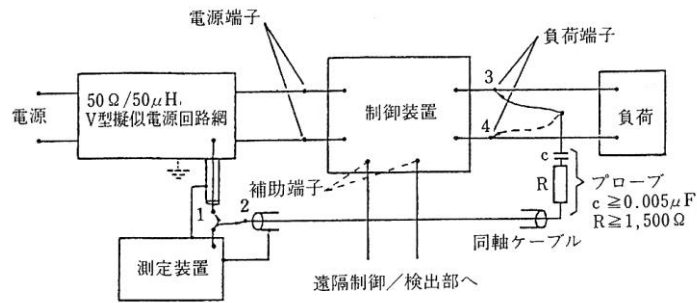 電源端子
負荷端子
電源
50Ω/50μH,
V型擬似電源回路網
制御装置
3
4
負荷
補助端子
c
R
プローブ
c≧0.005μF
R≧1,500Ω
1
2
同軸ケーブル
測定装置
遠隔制御/検出部へ